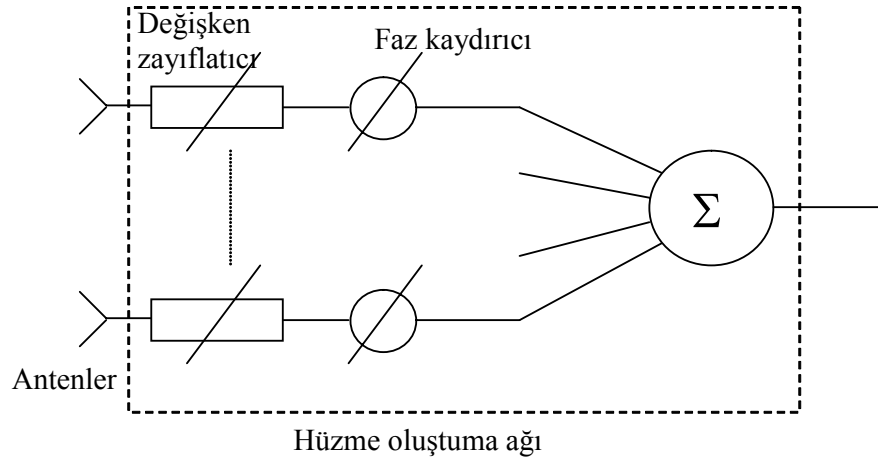 Değişken
zayıflatıcı
Faz kaydırıcı
Σ
Antenler
Hüzme oluştuma ağı